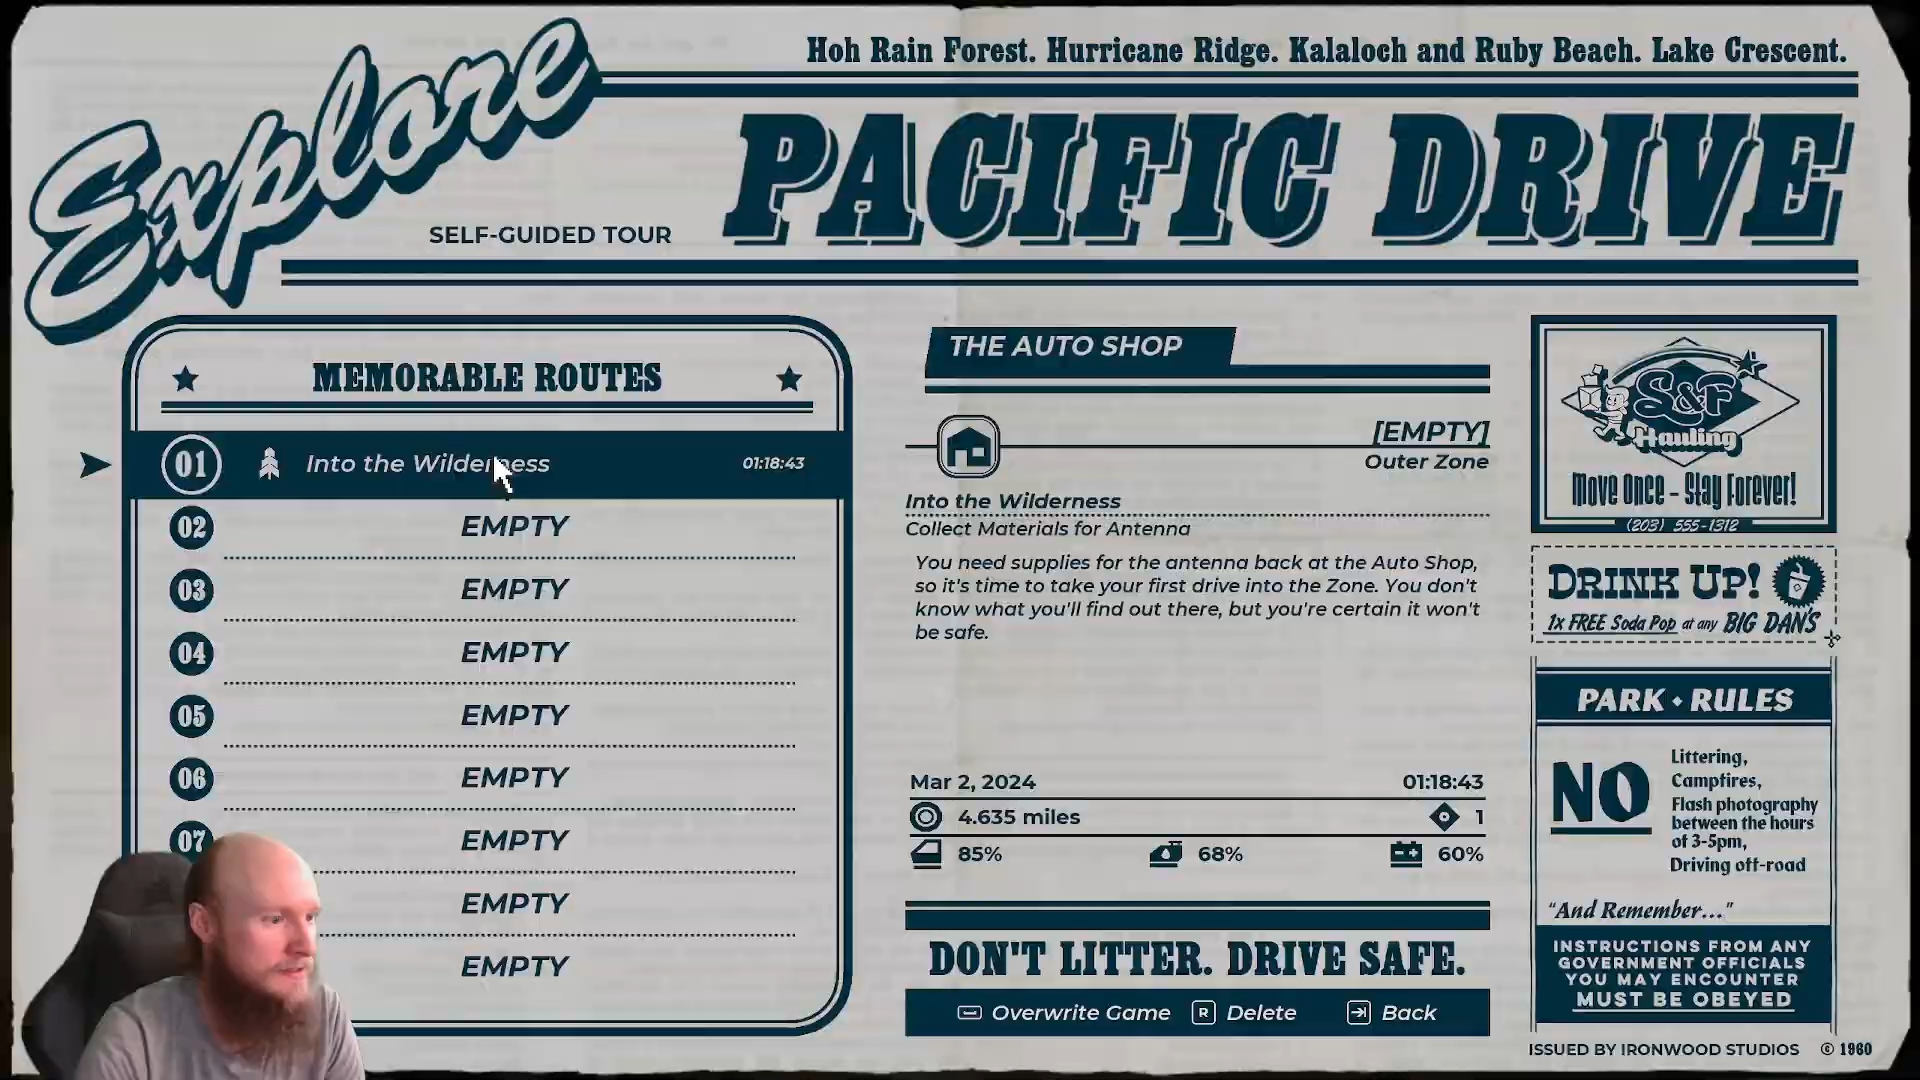 Explore
SELF-GUIDED TOUR
Hoh Rain Forest. Hurricane Ridge. Kalaloch and Ruby Beach. Lake Crescent.
PACIFIC DRIVE
MEMORABLE ROUTES
01 Into the Wilderness 01:18:43
02 EMPTY
03 EMPTY
04 EMPTY
05 EMPTY
06 EMPTY
07 EMPTY
EMPTY
EMPTY
THE AUTO SHOP
[EMPTY]
Outer Zone
Into the Wilderness
Collect Materials for Antenna
You need supplies for the antenna back at the Auto Shop,
so it's time to take your first drive into the Zone. You don't
know what you'll find out there, but you're certain it won't
be safe.
Mar 2, 2024 01:18:43
4.635 miles 1
85% 68% 60%
DON'T LITTER. DRIVE SAFE.
Overwrite Game R Delete Back
S&F
Hauling
Move Once - Stay Forever!
(203) 555-1312
DRINK UP!
1x FREE Soda Pop at any BIG DAN'S
PARK • RULES
NO
Littering,
Campfires,
Flash photography
between the hours
of 3-5pm,
Driving off-road
"And Remember..."
INSTRUCTIONS FROM ANY
GOVERNMENT OFFICIALS
YOU MAY ENCOUNTER
MUST BE OBEYED
ISSUED BY IRONWOOD STUDIOS © 1960